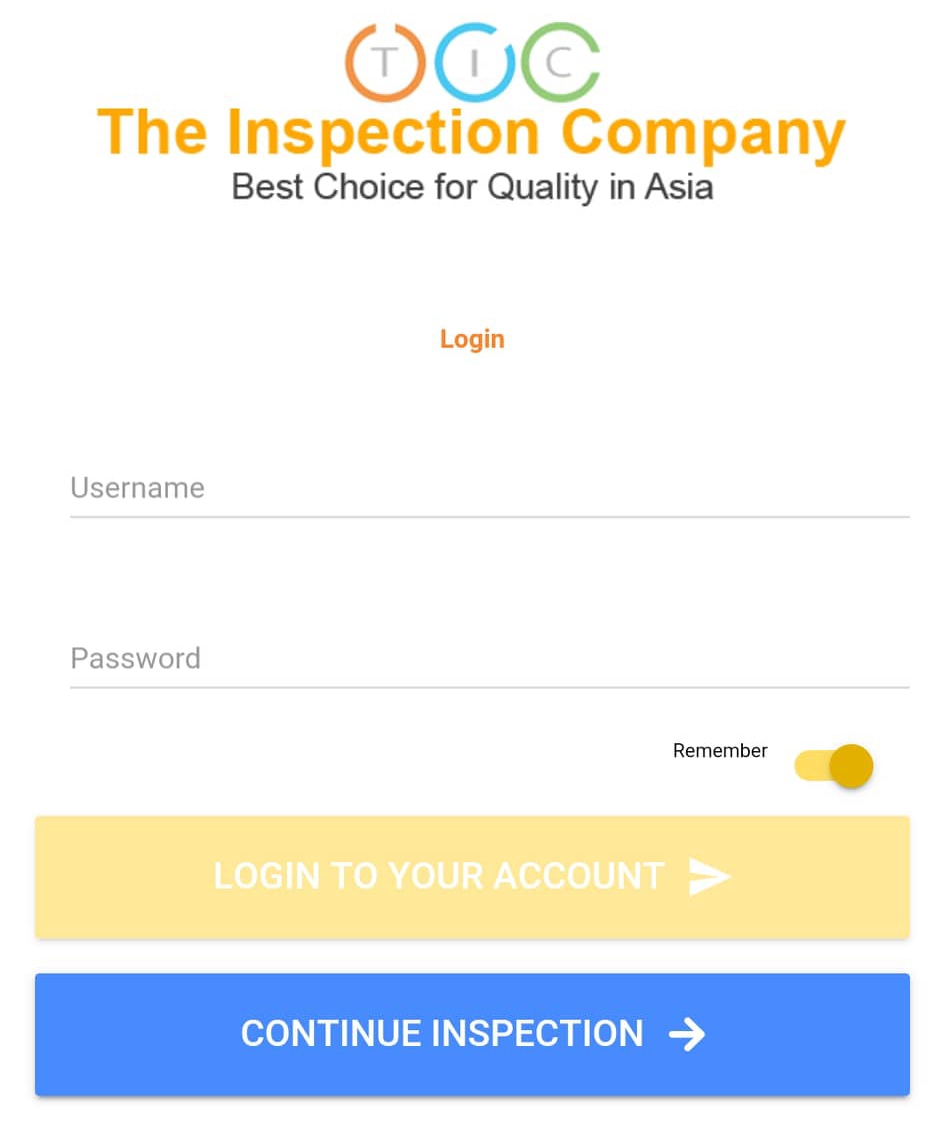 T I C
The Inspection Company
Best Choice for Quality in Asia
Login
Username
Password
Remember
LOGIN TO YOUR ACCOUNT
CONTINUE INSPECTION